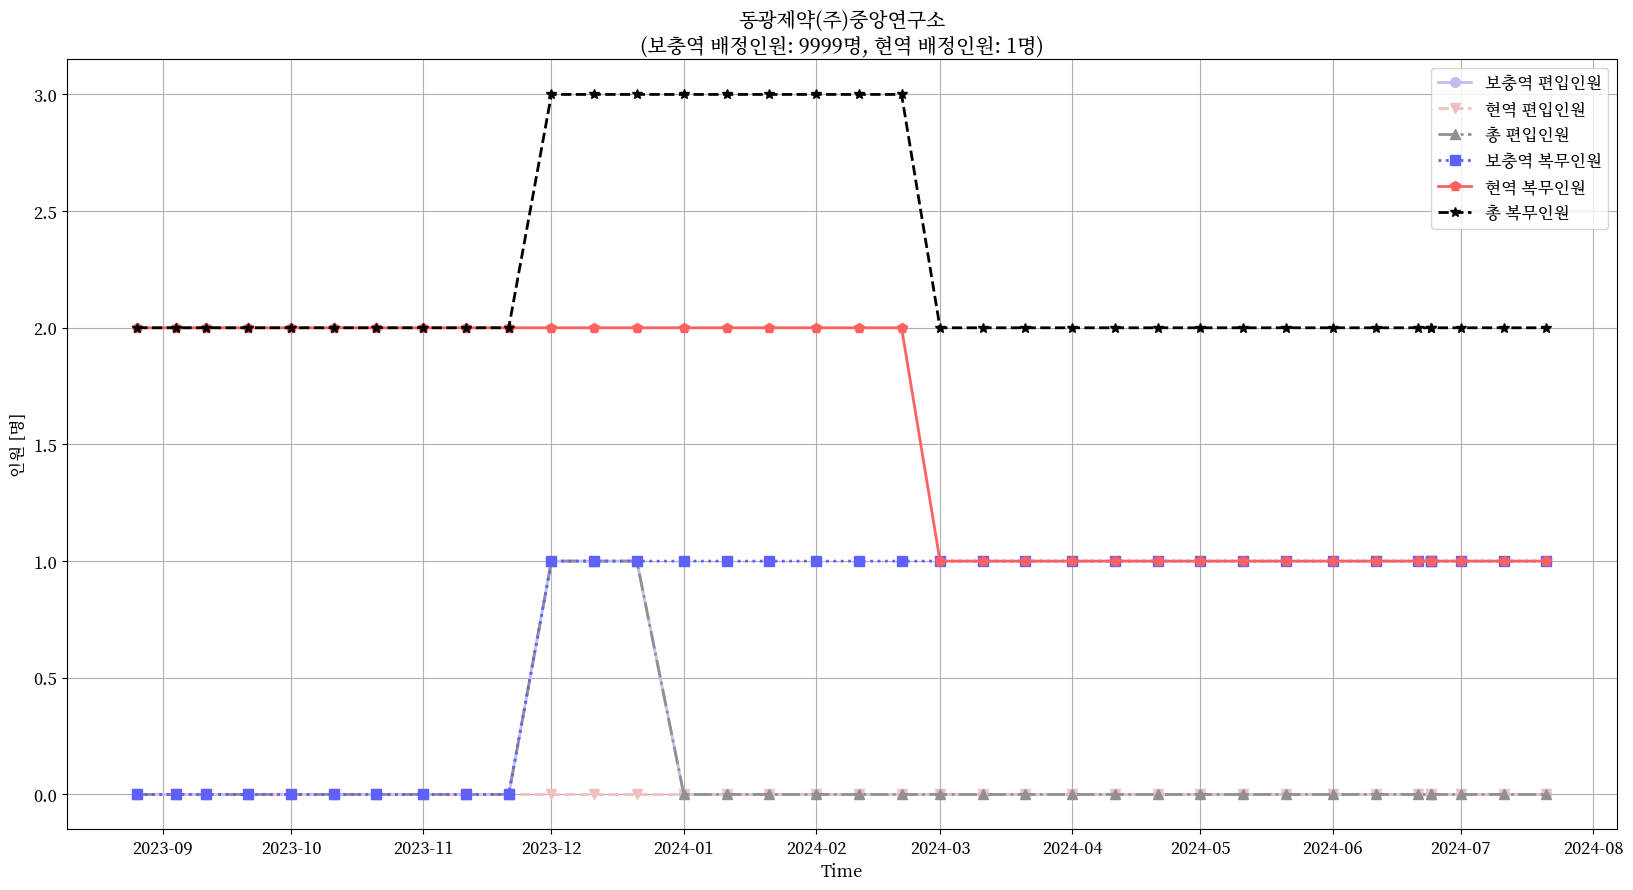 동광제약(주)중앙연구소
(보충역 배정인원: 9999명, 현역 배정인원: 1명)
보충역 편입인원
현역 편입인원
총 편입인원
보충역 복무인원
현역 복무인원
총 복무인원
인원 [명]
3.0
2.5
2.0
1.5
1.0
0.5
0.0
2023-09
2023-10
2023-11
2023-12
2024-01
2024-02
2024-03
2024-04
2024-05
2024-06
2024-07
2024-08
Time